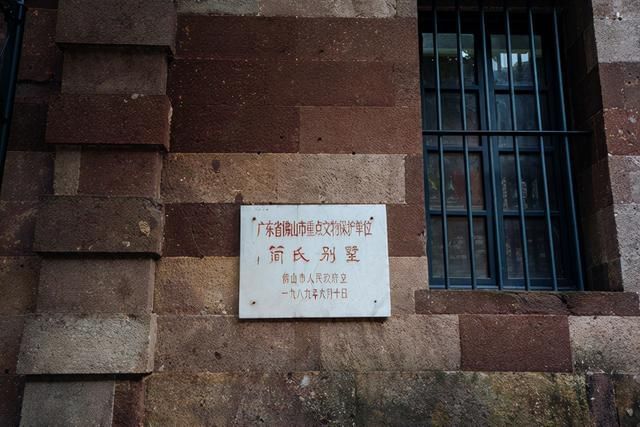 广东省佛山市重点文物保护单位
简氏别墅
佛山市人民政府立
一九八九年六月十日